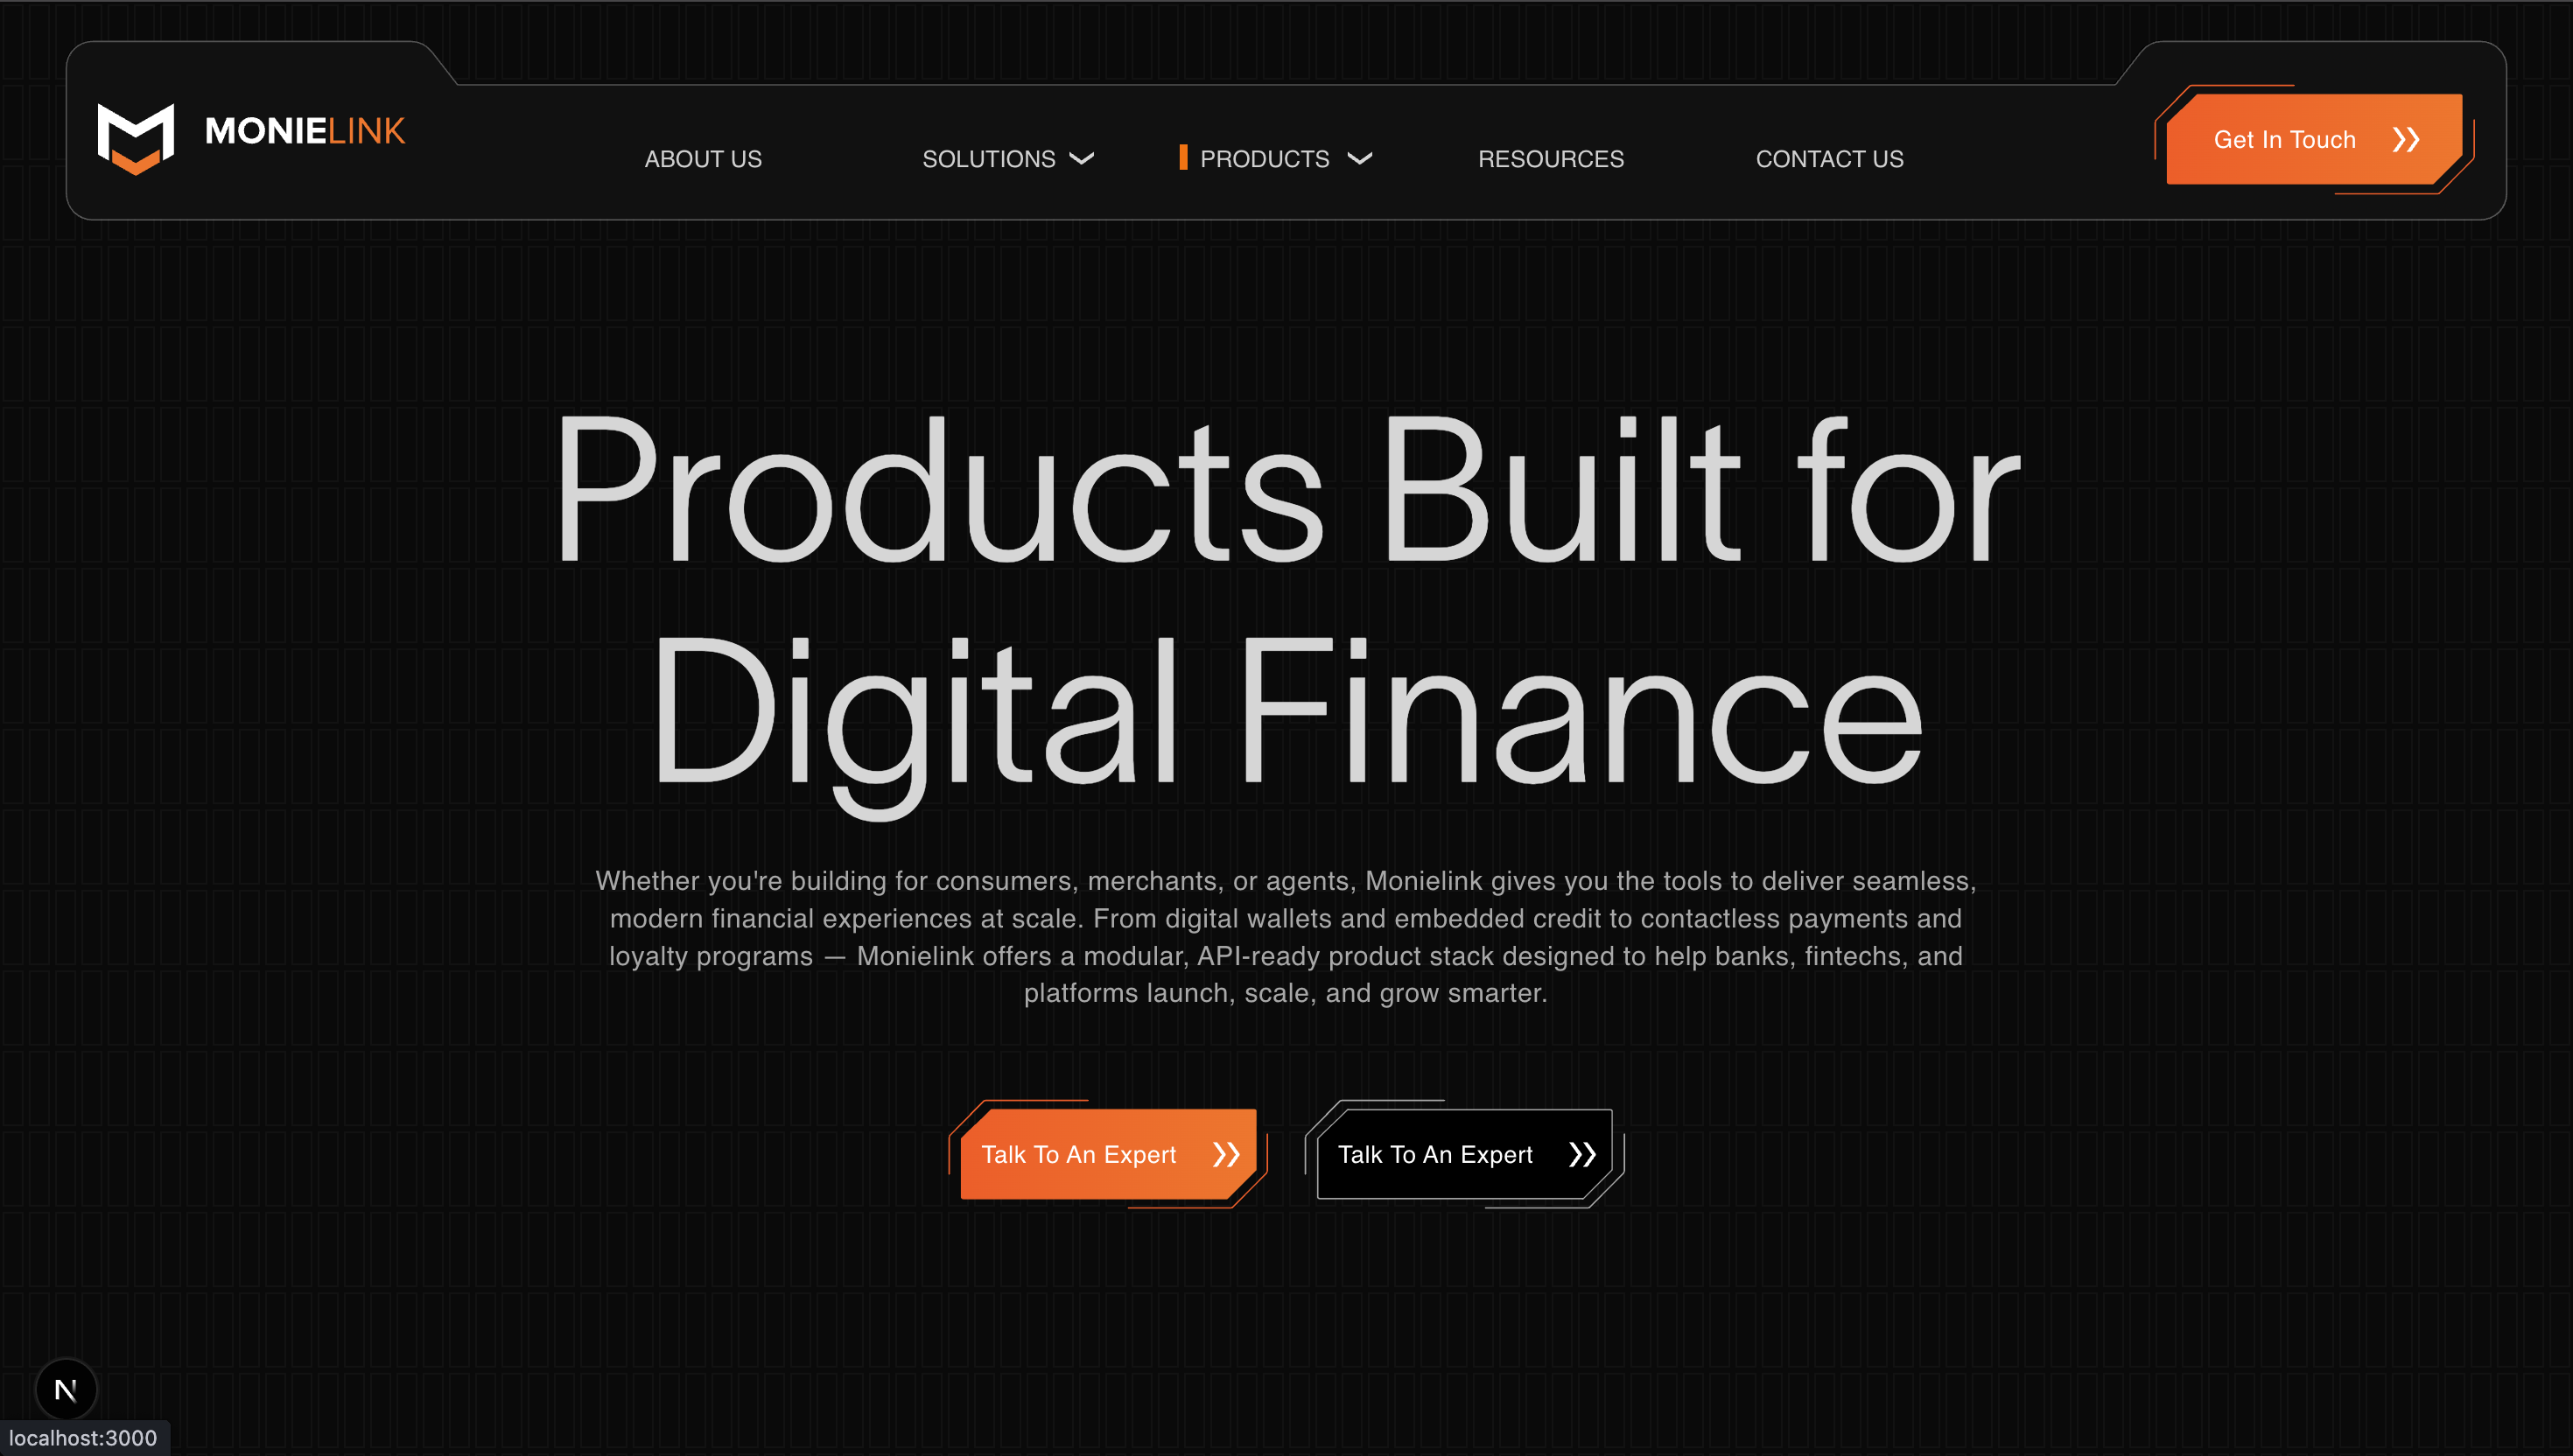 MONIELINK
ABOUT US
SOLUTIONS
PRODUCTS
RESOURCES
CONTACT US
Get In Touch
Products Built for
Digital Finance
Whether you're building for consumers, merchants, or agents, Monielink gives you the tools to deliver seamless,
modern financial experiences at scale. From digital wallets and embedded credit to contactless payments and
loyalty programs — Monielink offers a modular, API-ready product stack designed to help banks, fintechs, and
platforms launch, scale, and grow smarter.
Talk To An Expert
Talk To An Expert
N
localhost:3000